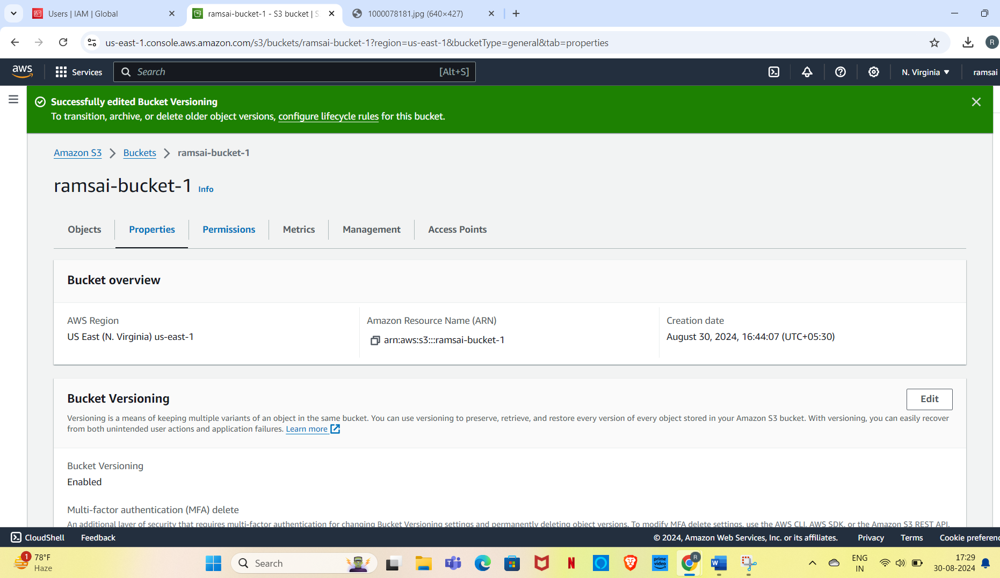 Users | IAM | Global
ramsai-bucket-1 - S3 bucket | S
1000078181.jpg (640×427)
us-east-1.console.aws.amazon.com/s3/buckets/ramsai-bucket-1?region=us-east-1&bucketType=general&tab=properties
R
aws
Services
Search
[Alt+S]
N. Virginia
ramsai
Successfully edited Bucket Versioning
To transition, archive, or delete older object versions, configure lifecycle rules for this bucket.
Amazon S3
Buckets
ramsai-bucket-1
ramsai-bucket-1 Info
Objects
Properties
Permissions
Metrics
Management
Access Points
Bucket overview
AWS Region
US East (N. Virginia) us-east-1
Amazon Resource Name (ARN)
arn:aws:s3:::ramsai-bucket-1
Creation date
August 30, 2024, 16:44:07 (UTC+05:30)
Bucket Versioning
Edit
Versioning is a means of keeping multiple variants of an object in the same bucket. You can use versioning to preserve, retrieve, and restore every version of every object stored in your Amazon S3 bucket. With versioning, you can easily recover
from both unintended user actions and application failures. Learn more
Bucket Versioning
Enabled
Multi-factor authentication (MFA) delete
An additional layer of security that requires multi-factor authentication for changing Bucket Versioning settings and permanently deleting object versions. To modify MFA delete settings, use the AWS CLI, AWS SDK, or the Amazon S3 REST API.
CloudShell
Feedback
© 2024, Amazon Web Services, Inc. or its affiliates.
Privacy
Terms
Cookie preferenc
1
78°F
Haze
Search
T
N
prime video
R
W
ENG
IN
17:29
30-08-2024